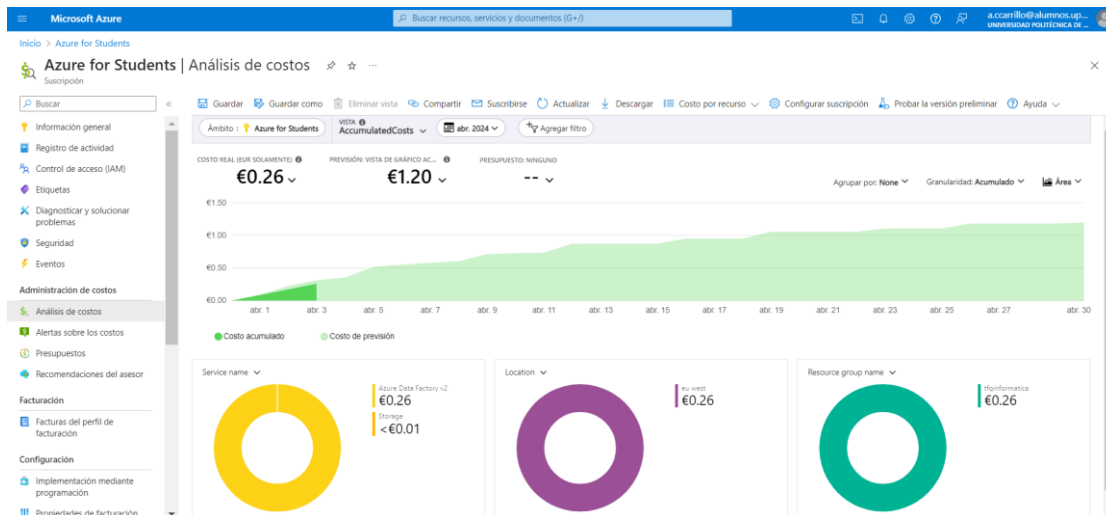 Microsoft Azure
Buscar recursos, servicios y documentos (G+/)
a.ccarrillo@alumnos.up...
UNIVERSIDAD POLITÉCNICA DE ...
Inicio > Azure for Students
Azure for Students | Análisis de costos
Suscripción
Buscar
Guardar Guardar como Eliminar vista Compartir Suscribirse Actualizar Descargar Costo por recurso Configurar suscripción Probar la versión preliminar Ayuda
Información general
Registro de actividad
Control de acceso (IAM)
Etiquetas
Diagnosticar y solucionar
problemas
Seguridad
Eventos
Administración de costos
Análisis de costos
Alertas sobre los costos
Presupuestos
Recomendaciones del asesor
Facturación
Facturas del perfil de
facturación
Configuración
Implementación mediante
programación
Propiedades de facturación
Ámbito : Azure for Students
VISTA
AccumulatedCosts
abr. 2024
Agregar filtro
COSTO REAL (EUR SOLAMENTE)
€0.26
PREVISIÓN: VISTA DE GRÁFICO AC...
€1.20
PRESUPUESTO: NINGUNO
--
Agrupar por: None Granularidad: Acumulado Área
€1.50
€1.00
€0.50
€0.00
abr. 1 abr. 3 abr. 5 abr. 7 abr. 9 abr. 11 abr. 13 abr. 15 abr. 17 abr. 19 abr. 21 abr. 23 abr. 25 abr. 27 abr. 30
Costo acumulado Costo de previsión
Service name
Azure Data Factory v2
€0.26
Storage
<€0.01
Location
eu west
€0.26
Resource group name
tfginformatica
€0.26